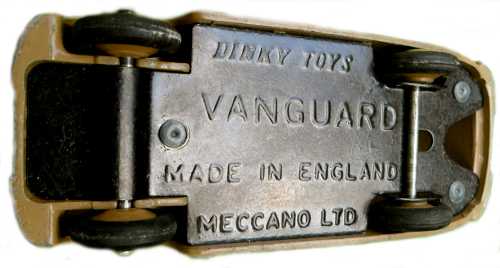 DINKY TOYS
VANGUARD
MADE IN ENGLAND
MECCANO LTD